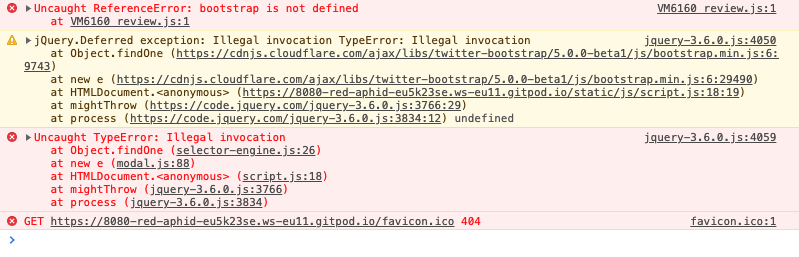 Uncaught ReferenceError: bootstrap is not defined VM6160 review.js:1
at VM6160 review.js:1
jQuery.Deferred exception: Illegal invocation TypeError: Illegal invocation jquery-3.6.0.js:4050
at Object.findOne (https://cdnjs.cloudflare.com/ajax/libs/twitter-bootstrap/5.0.0-beta1/js/bootstrap.min.js:6:
9743)
at new e (https://cdnjs.cloudflare.com/ajax/libs/twitter-bootstrap/5.0.0-beta1/js/bootstrap.min.js:6:29490)
at HTMLDocument.<anonymous> (https://8080-red-aphid-eu5k23se.ws-eu11.gitpod.io/static/js/script.js:18:19)
at mightThrow (https://code.jquery.com/jquery-3.6.0.js:3766:29)
at process (https://code.jquery.com/jquery-3.6.0.js:3834:12) undefined
Uncaught TypeError: Illegal invocation jquery-3.6.0.js:4059
at Object.findOne (selector-engine.js:26)
at new e (modal.js:88)
at HTMLDocument.<anonymous> (script.js:18)
at mightThrow (jquery-3.6.0.js:3766)
at process (jquery-3.6.0.js:3834)
GET https://8080-red-aphid-eu5k23se.ws-eu11.gitpod.io/favicon.ico 404 favicon.ico:1